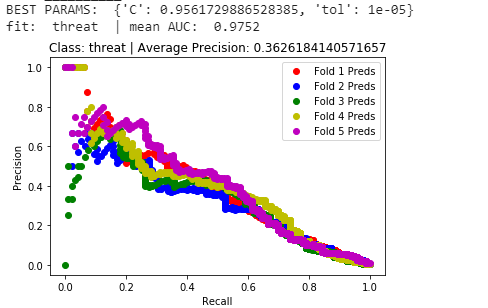 BEST PARAMS:  {'C': 0.9561729886528385, 'tol': 1e-05}
fit:  threat  | mean AUC:  0.9752
Class: threat | Average Precision: 0.3626184140571657
1.0
0.8
0.6
0.4
0.2
0.0
Precision
Fold 1 Preds
Fold 2 Preds
Fold 3 Preds
Fold 4 Preds
Fold 5 Preds
0.0 0.2 0.4 0.6 0.8 1.0
Recall